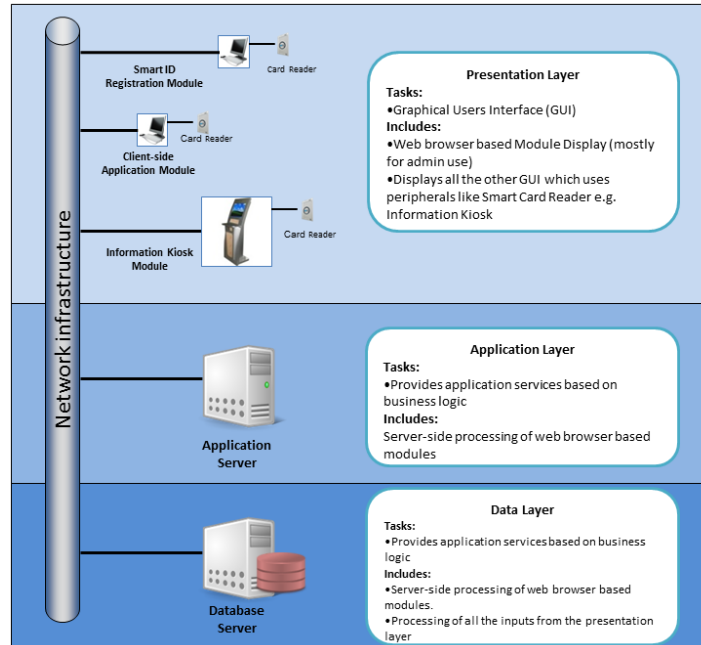 Network infrastructure
Smart ID
Registration Module
Card Reader
Client-side
Application Module
Card Reader
Information Kiosk
Module
Card Reader
Presentation Layer
Tasks:
•Graphical Users Interface (GUI)
Includes:
•Web browser based Module Display (mostly
for admin use)
•Displays all the other GUI which uses
peripherals like Smart Card Reader e.g.
Information Kiosk
Application
Server
Application Layer
Tasks:
•Provides application services based on
business logic
Includes:
Server-side processing of web browser based
modules
Database
Server
Data Layer
Tasks:
•Provides application services based on business
logic
Includes:
•Server-side processing of web browser based
modules.
•Processing of all the inputs from the presentation
layer